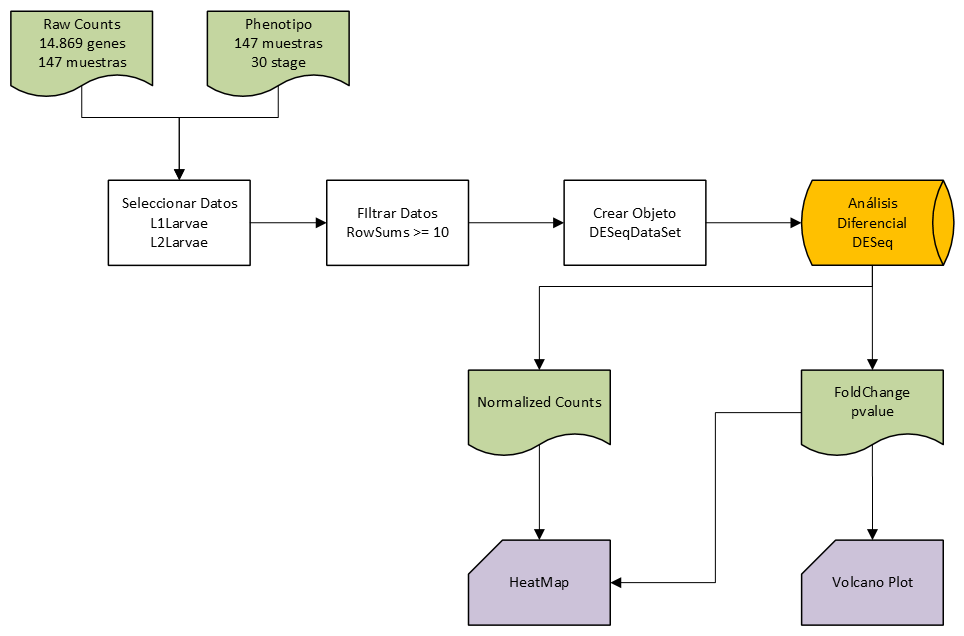 Raw Counts
14.869 genes
147 muestras
Phenotipo
147 muestras
30 stage
Seleccionar Datos
L1Larvae
L2Larvae
FIltrar Datos
RowSums >= 10
Crear Objeto
DESeqDataSet
Análisis
Diferencial
DESeq
Normalized Counts
FoldChange
pvalue
HeatMap
Volcano Plot